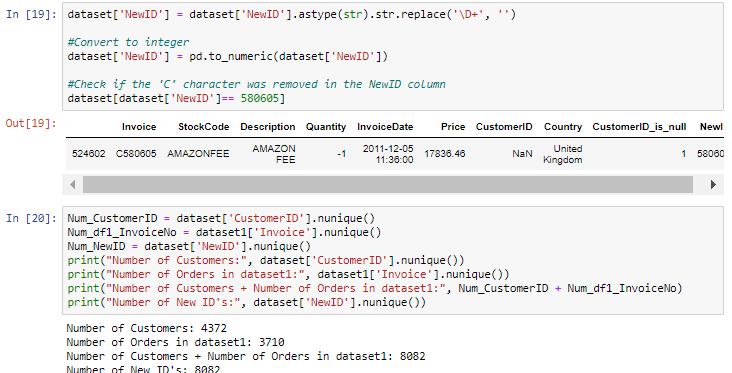 In [19]: dataset['NewID'] = dataset['NewID'].astype(str).str.replace('\D+', '')
#Convert to integer
dataset['NewID'] = pd.to_numeric(dataset['NewID'])
#Check if the 'C' character was removed in the NewID column
dataset[dataset['NewID']== 580605]
Out[19]:
Invoice StockCode Description Quantity InvoiceDate Price CustomerID Country CustomerID_is_null NewI
524602 C580605 AMAZONFEE AMAZON FEE -1 2011-12-05 11:36:00 17836.46 NaN United Kingdom 1 58060
In [20]: Num_CustomerID = dataset['CustomerID'].nunique()
Num_df1_InvoiceNo = dataset1['Invoice'].nunique()
Num_NewID = dataset['NewID'].nunique()
print("Number of Customers:", dataset['CustomerID'].nunique())
print("Number of Orders in dataset1:", dataset1['Invoice'].nunique())
print("Number of Customers + Number of Orders in dataset1:", Num_CustomerID + Num_df1_InvoiceNo)
print("Number of New ID's:", dataset['NewID'].nunique())
Number of Customers: 4372
Number of Orders in dataset1: 3710
Number of Customers + Number of Orders in dataset1: 8082
Number of New ID's: 8082